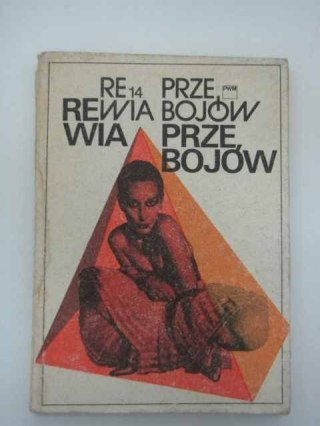 RE 14 PRZE PWM
REWIA BOJÓW
WIA PRZE
BOJÓW